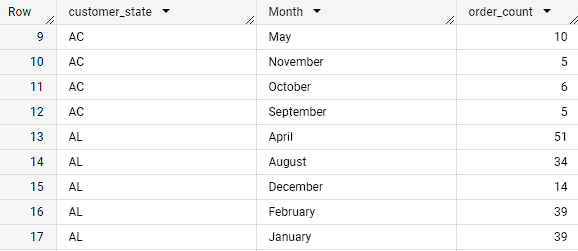 Row customer_state Month order_count
9 AC May 10
10 AC November 5
11 AC October 6
12 AC September 5
13 AL April 51
14 AL August 34
15 AL December 14
16 AL February 39
17 AL January 39